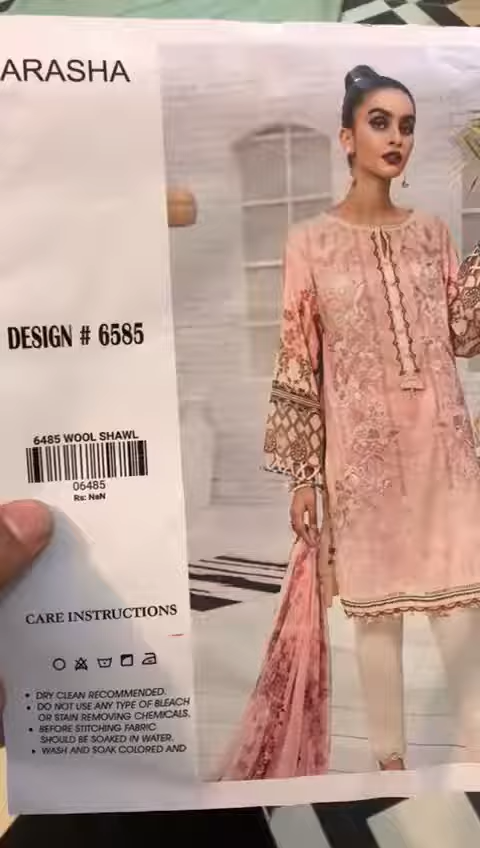 ARASHA
DESIGN # 6585
6485 WOOL SHAWL
06485
Rs: NaN
CARE INSTRUCTIONS
• DRY CLEAN RECOMMENDED.
• DO NOT USE ANY TYPE OF BLEACH
OR STAIN REMOVING CHEMICALS.
• BEFORE STITCHING FABRIC
SHOULD BE SOAKED IN WATER.
• WASH AND SOAK COLORED AND